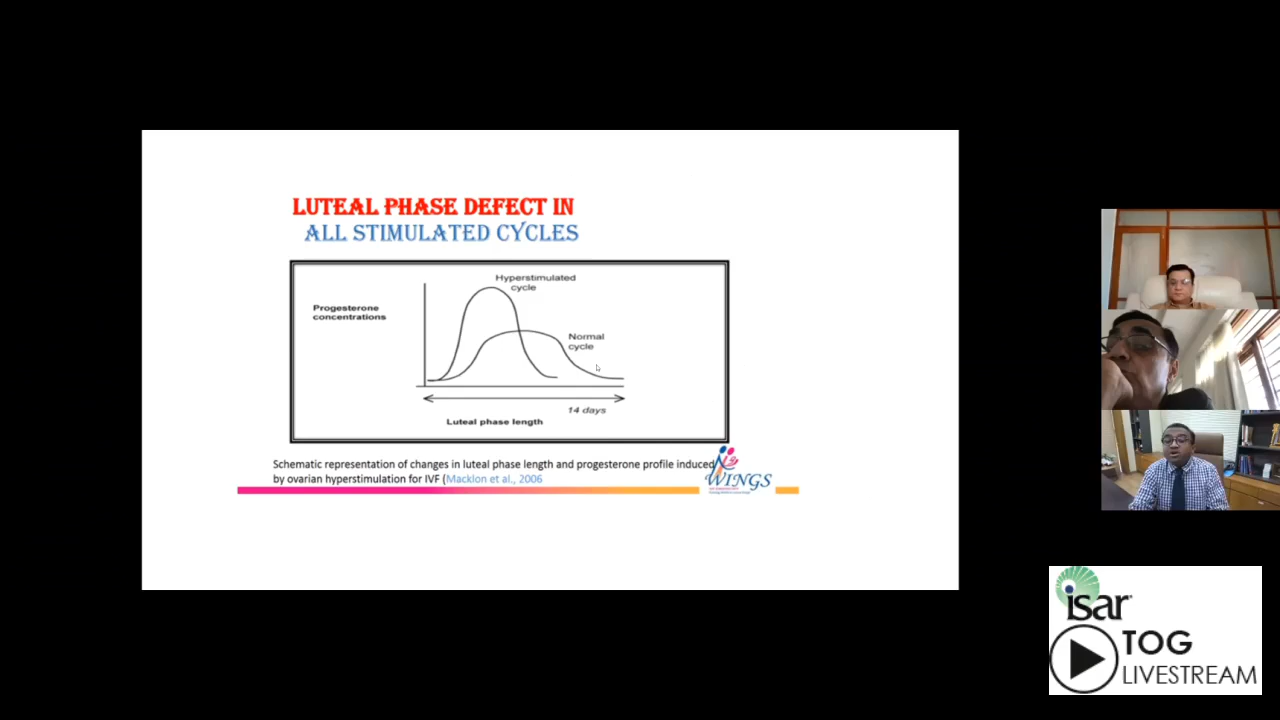 LUTEAL PHASE DEFECT IN
ALL STIMULATED CYCLES
Hyperstimulated
cycle
Progesterone
concentrations
Normal
cycle
14 days
Luteal phase length
Schematic representation of changes in luteal phase length and progesterone profile induced
by ovarian hyperstimulation for IVF (Macklon et al., 2006
WINGS
isar
TOG
LIVESTREAM